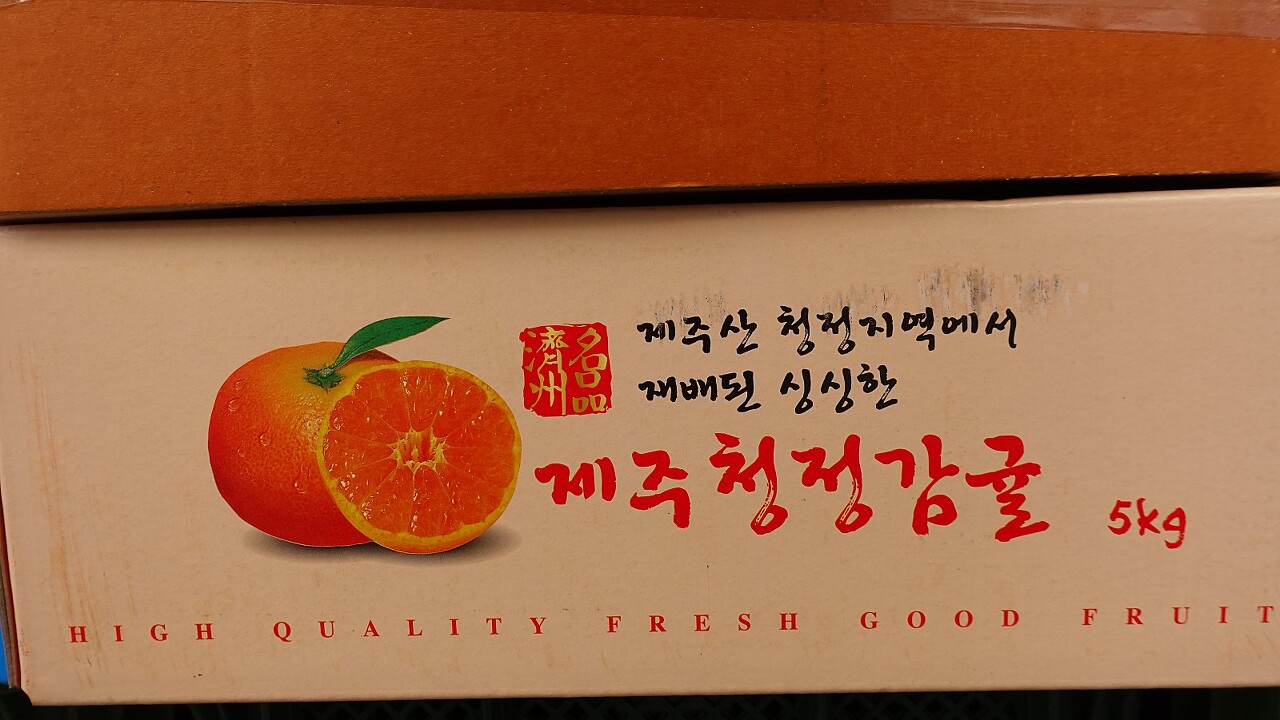 濟州
名品
제주산 청정지역에서
재배된 싱싱한
제주청정감귤 5kg
HIGH QUALITY FRESH GOOD FRUIT